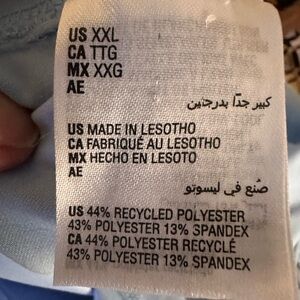 US XXL
CA TTG
MX XXG
AE
كبير جدًا بدرجتين
US MADE IN LESOTHO
CA FABRIQUÉ AU LESOTHO
MX HECHO EN LESOTO
AE
صُنع في ليسوتو
US 44% RECYCLED POLYESTER
43% POLYESTER 13% SPANDEX
CA 44% POLYESTER RECYCLÉ
43% POLYESTER 13% SPANDEX